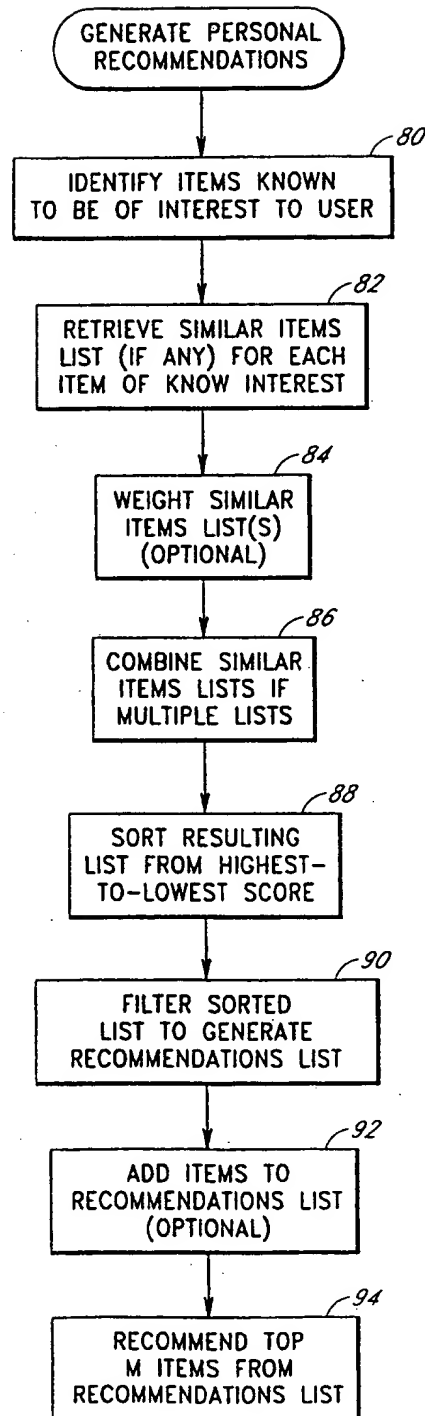 GENERATE PERSONAL
RECOMMENDATIONS
80
IDENTIFY ITEMS KNOWN
TO BE OF INTEREST TO USER
82
RETRIEVE SIMILAR ITEMS
LIST (IF ANY) FOR EACH
ITEM OF KNOW INTEREST
84
WEIGHT SIMILAR
ITEMS LIST(S)
(OPTIONAL)
86
COMBINE SIMILAR
ITEMS LISTS IF
MULTIPLE LISTS
88
SORT RESULTING
LIST FROM HIGHEST-
TO-LOWEST SCORE
90
FILTER SORTED
LIST TO GENERATE
RECOMMENDATIONS LIST
92
ADD ITEMS TO
RECOMMENDATIONS LIST
(OPTIONAL)
94
RECOMMEND TOP
M ITEMS FROM
RECOMMENDATIONS LIST